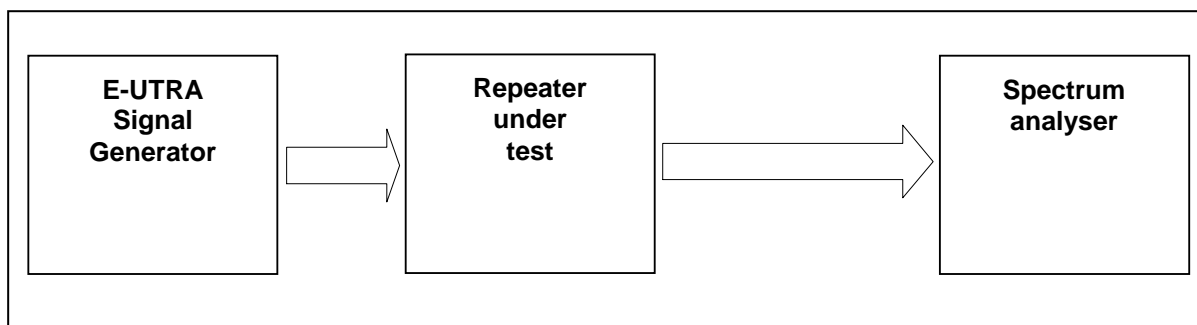 E-UTRA
Signal
Generator
Repeater
under
test
Spectrum
analyser